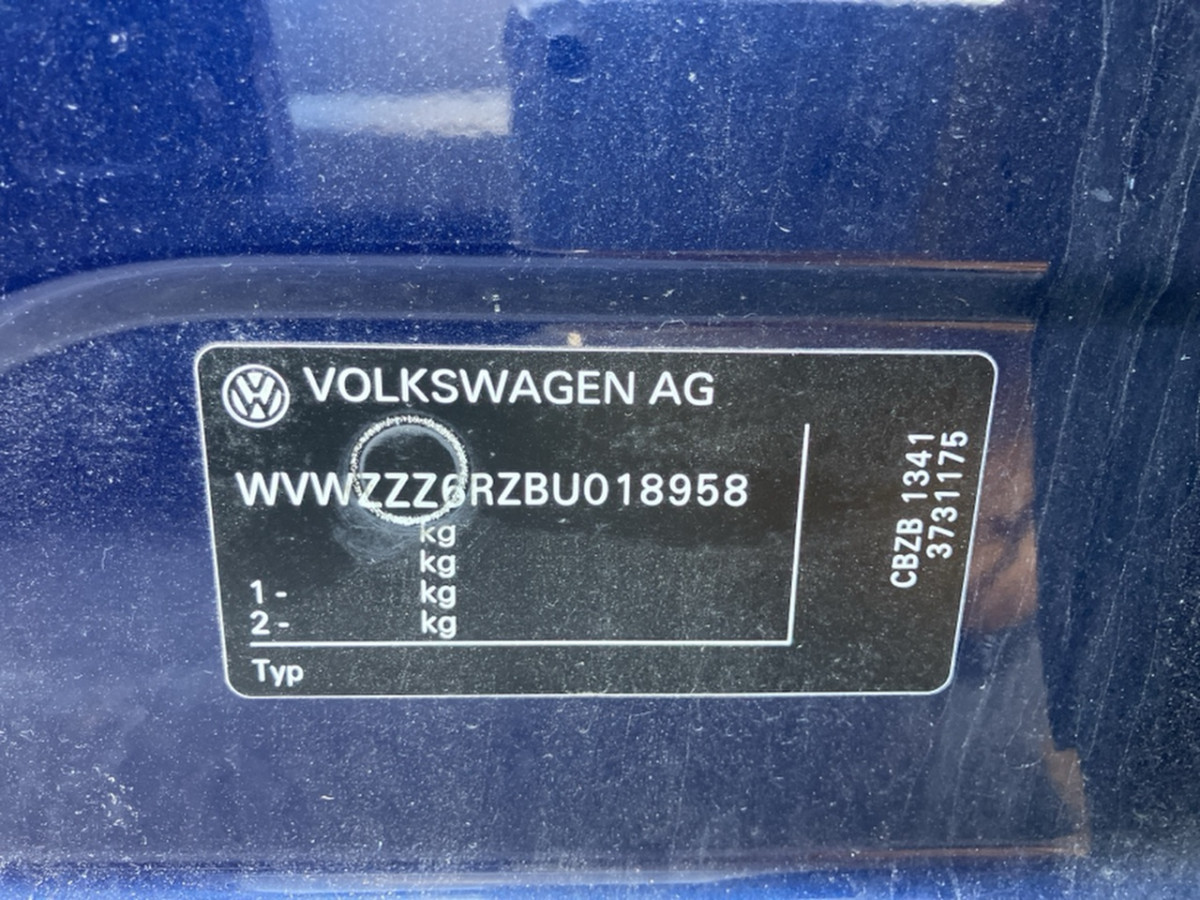 VOLKSWAGEN AG
WVWZZZ6RZBU018958
kg
kg
1- kg
2- kg
Typ
CBZB 1341
3731175